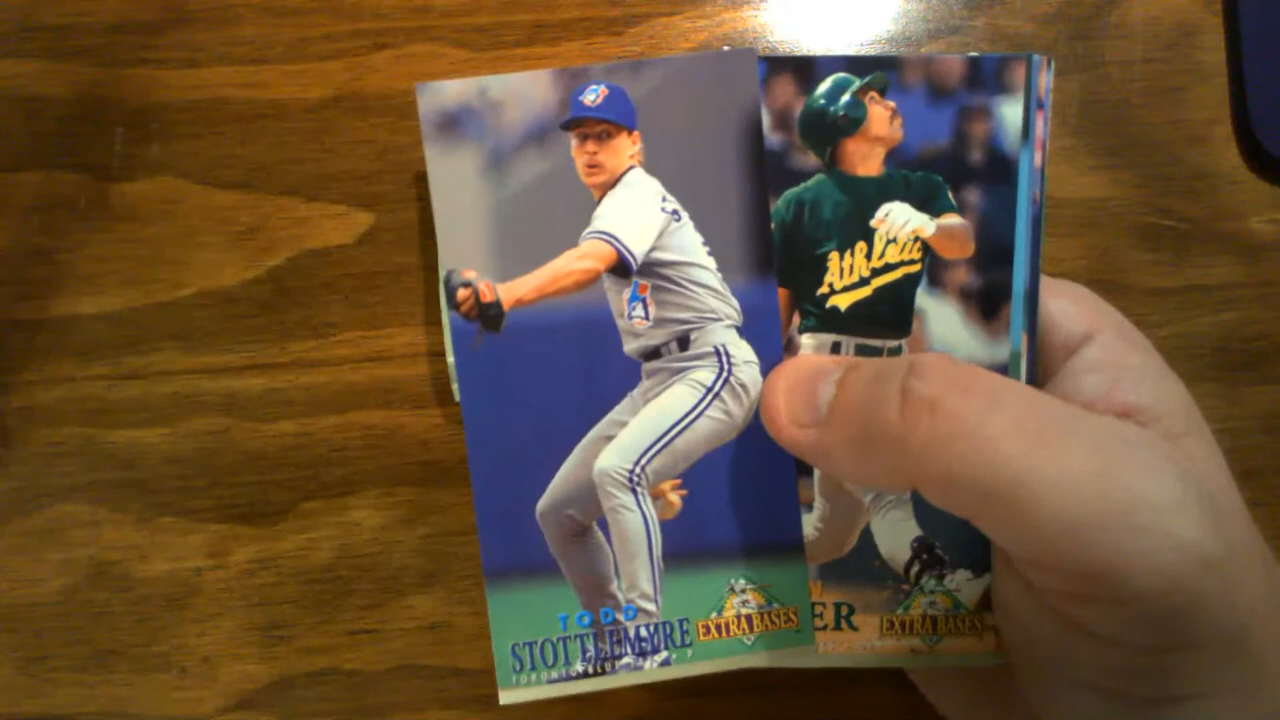 TODD
STOTTLEMYRE
TORONTO BLUE JAYS • P
EXTRA BASES
Athletic
ER
EXTRA BASES